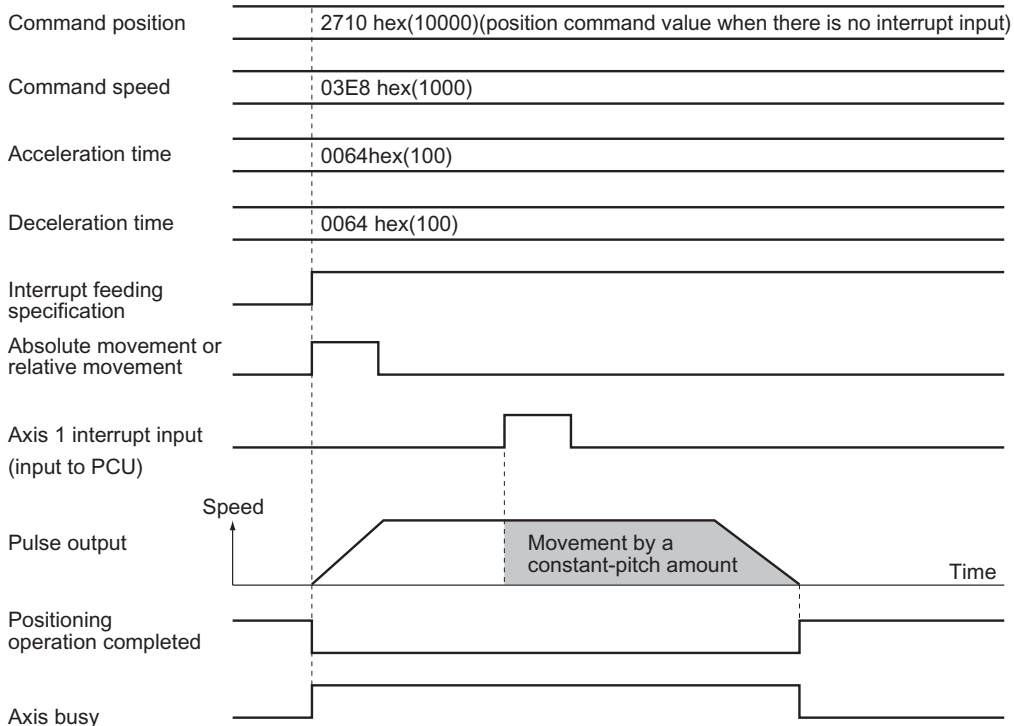 Command position
2710 hex(10000)(position command value when there is no interrupt input)
Command speed
03E8 hex(1000)
Acceleration time
0064hex(100)
Deceleration time
0064 hex(100)
Interrupt feeding
specification
Absolute movement or
relative movement
Axis 1 interrupt input
(input to PCU)
Speed
Pulse output
Movement by a
constant-pitch amount
Time
Positioning
operation completed
Axis busy